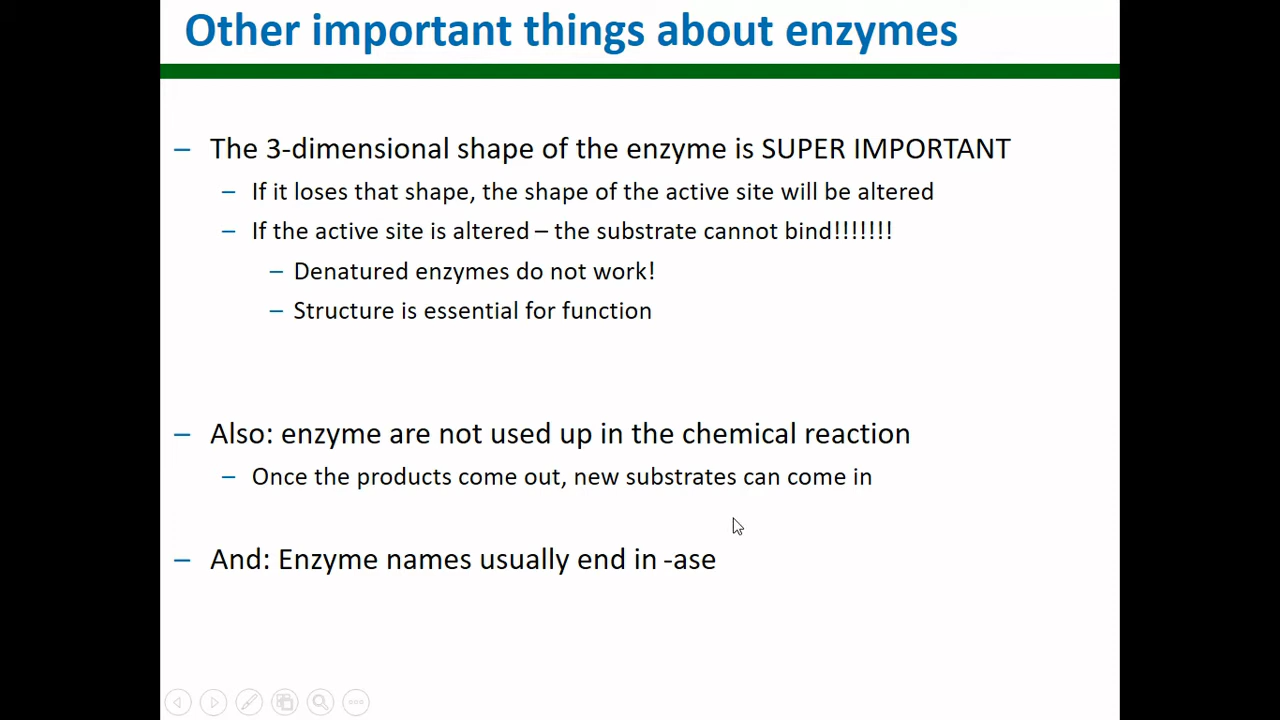 Other important things about enzymes
– The 3-dimensional shape of the enzyme is SUPER IMPORTANT
– If it loses that shape, the shape of the active site will be altered
– If the active site is altered – the substrate cannot bind!!!!!!!
– Denatured enzymes do not work!
– Structure is essential for function
– Also: enzyme are not used up in the chemical reaction
– Once the products come out, new substrates can come in
– And: Enzyme names usually end in -ase